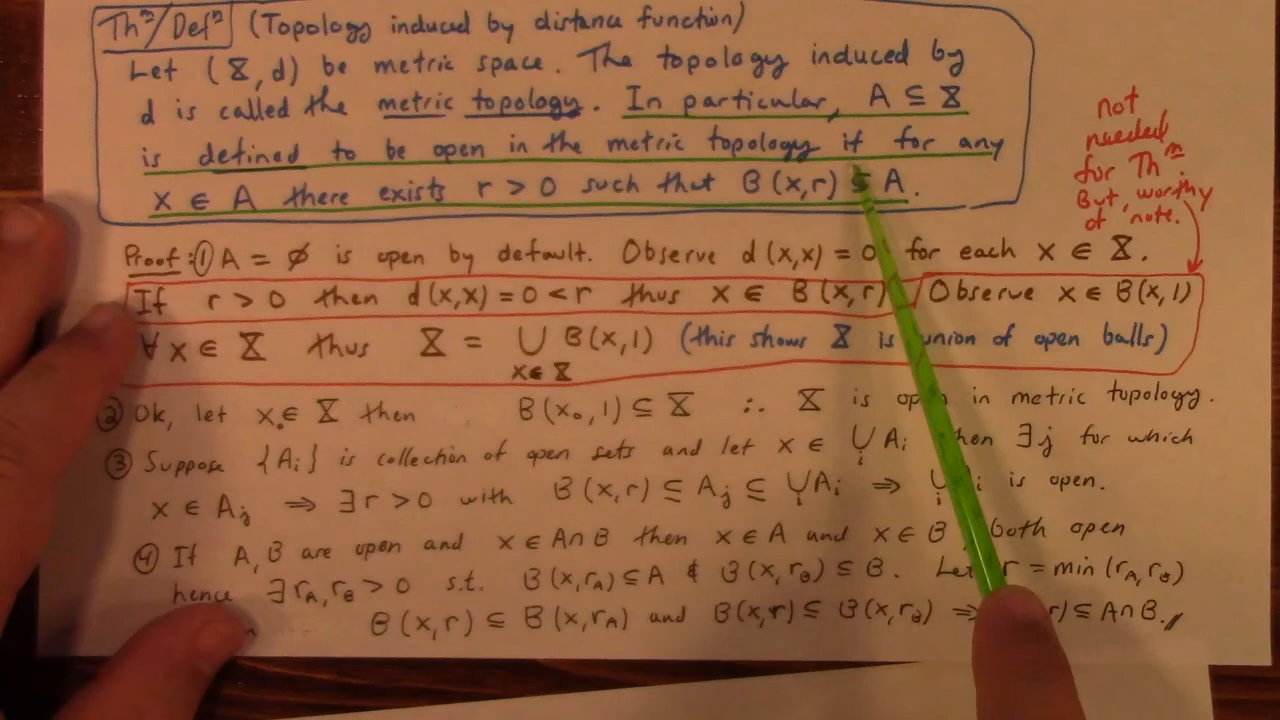 Thᵐ/Defⁿ (Topology induced by distance function)
Let (X, d) be metric space. The topology induced by
d is called the metric topology. In particular, A ⊆ X
is defined to be open in the metric topology if for any
x ∈ A there exists r > 0 such that B(x,r) ⊆ A.
not
needed
for Thᵐ
But, worthy
of note.
Proof: ① A = ∅ is open by default. Observe d(x,x) = 0 for each x ∈ X.
If r > 0 then d(x,x) = 0 < r thus x ∈ B(x,r) Observe x ∈ B(x,1)
∀ x ∈ X thus X = ∪ B(x,1) (this shows X is union of open balls)
x∈X
② Ok, let x₀ ∈ X then B(x₀,1) ⊆ X ∴ X is in metric topology.
③ Suppose {Aᵢ} is collection of open sets and let x ∈ ∪ᵢ Aᵢ ∃j for which
x ∈ Aⱼ ⟹ ∃ r > 0 with B(x,r) ⊆ Aⱼ ⊆ ∪ᵢ Aᵢ ⟹ is open.
④ If A, B are open and x ∈ A∩B then x ∈ A and x ∈ B, both open
hence ∃ r_A, r_B > 0 s.t. B(x,r_A) ⊆ A & B(x,r_B) ⊆ B. Let r = min(r_A, r_B)
B(x,r) ⊆ B(x,r_A) and B(x,r) ⊆ B(x,r_B) ⟹ ⊆ A∩B. //